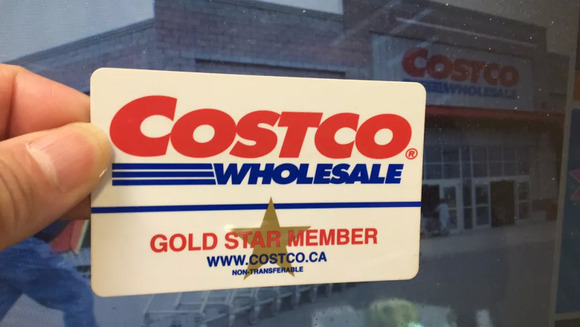 COSTCO
WHOLESALE
COSTCO®
WHOLESALE
GOLD STAR MEMBER
WWW.COSTCO.CA
NON-TRANSFERABLE